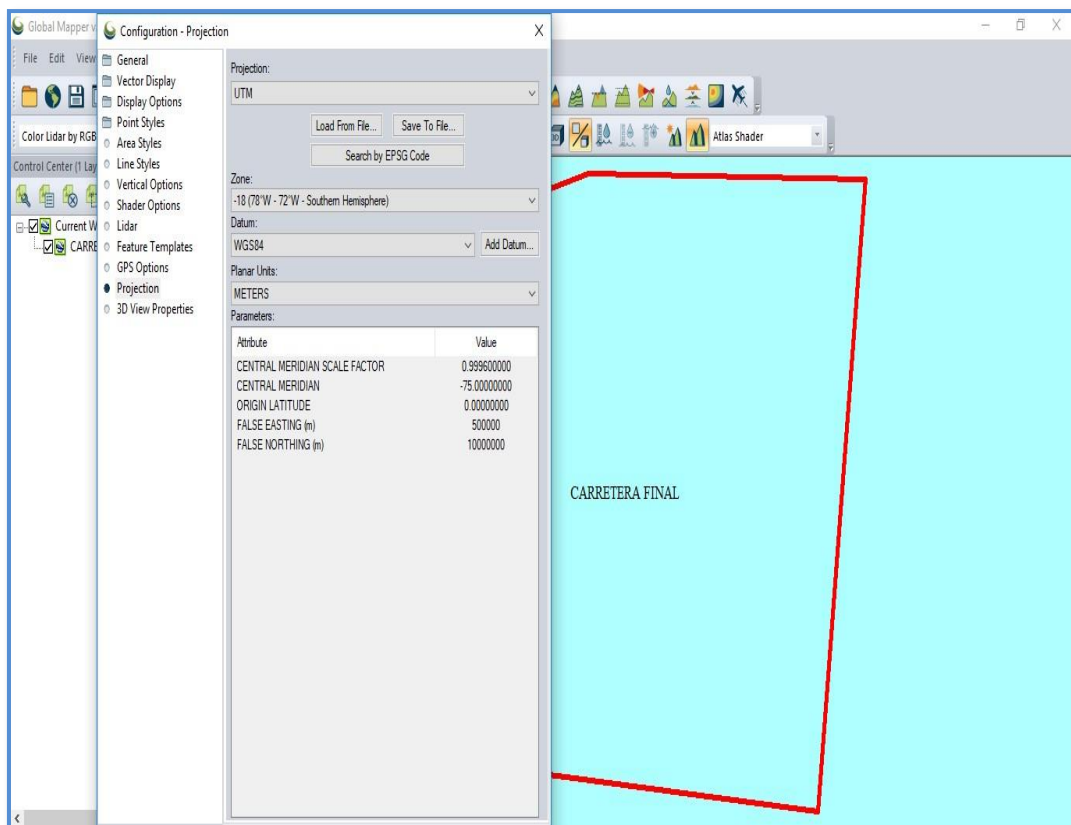 Global Mapper v
Configuration - Projection
File Edit View
General
Vector Display
Display Options
Point Styles
Area Styles
Line Styles
Vertical Options
Shader Options
Lidar
Feature Templates
GPS Options
Projection
3D View Properties
Color Lidar by RGB
Control Center (1 Lay
Current W
CARRE
Projection:
UTM
Load From File... Save To File...
Search by EPSG Code
Zone:
-18 (78°W - 72°W - Southern Hemisphere)
Datum:
WGS84 Add Datum...
Planar Units:
METERS
Parameters:
Attribute Value
CENTRAL MERIDIAN SCALE FACTOR 0.999600000
CENTRAL MERIDIAN -75.00000000
ORIGIN LATITUDE 0.00000000
FALSE EASTING (m) 500000
FALSE NORTHING (m) 10000000
Atlas Shader
CARRETERA FINAL